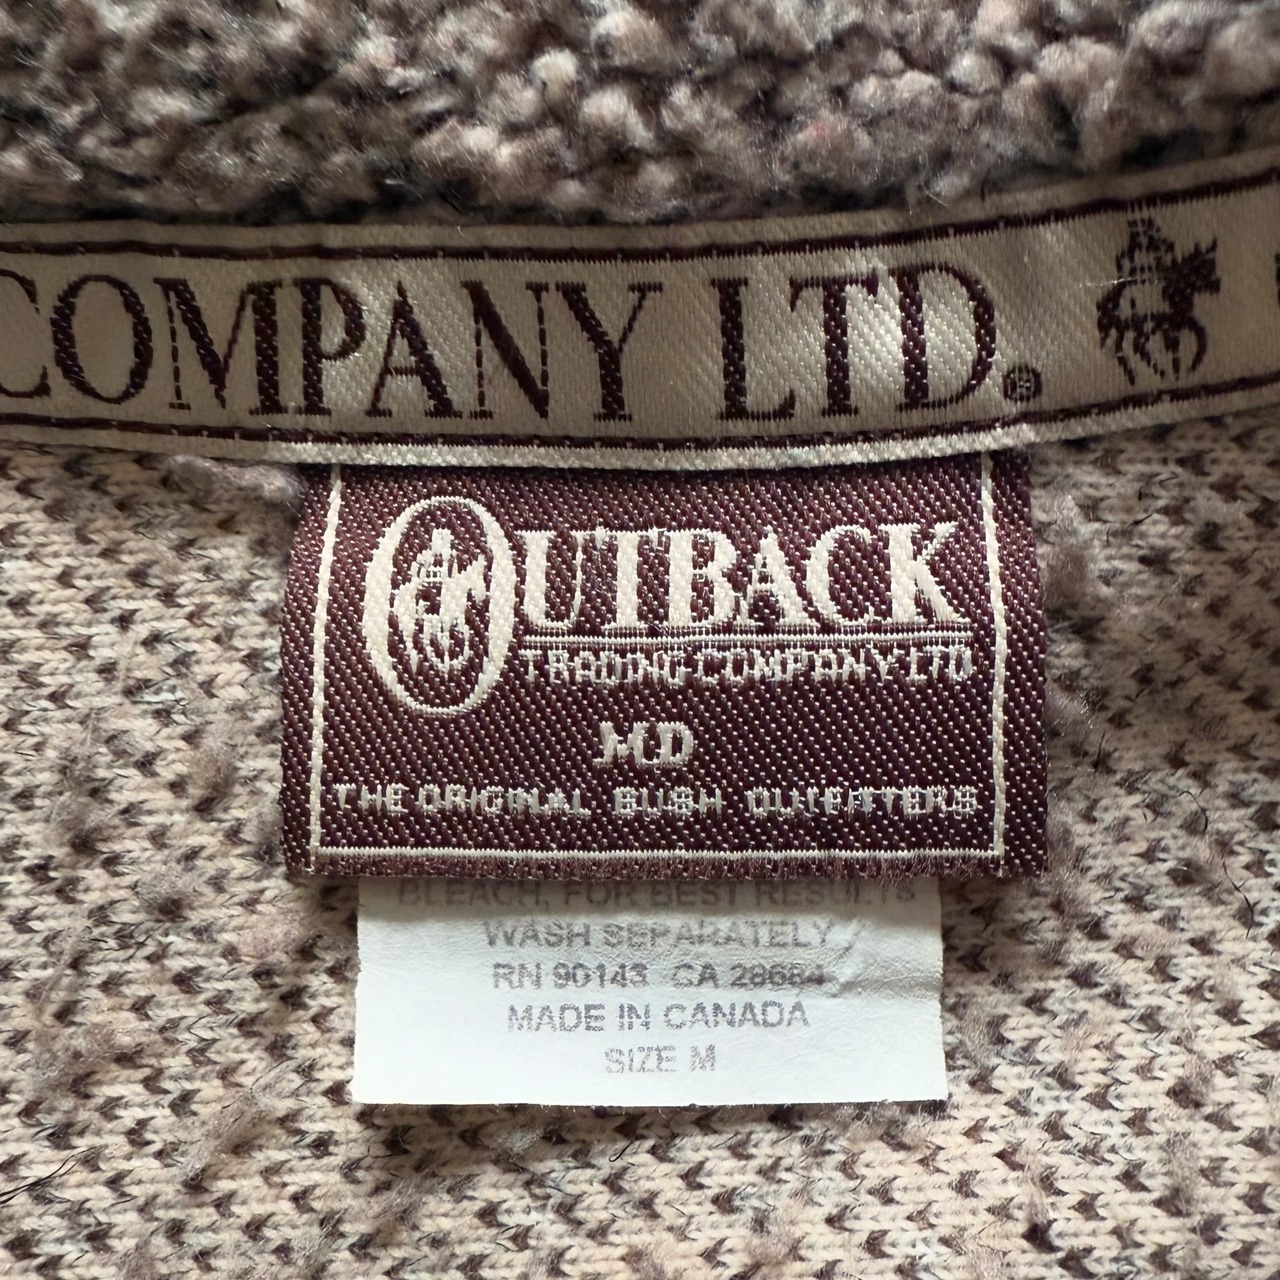 COMPANY LTD.®
OUTBACK
TRADING COMPANY LTD
MD
THE ORIGINAL BUSH OUTFITTERS
BLEACH, FOR BEST RESULTS
WASH SEPARATELY
RN 90143 CA 28684
MADE IN CANADA
SIZE M